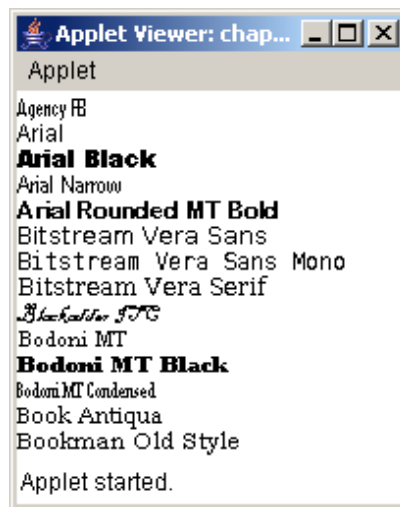 Applet Viewer: chap...
Applet
Agency FB
Arial
Arial Black
Arial Narrow
Arial Rounded MT Bold
Bitstream Vera Sans
Bitstream Vera Sans Mono
Bitstream Vera Serif
Blackadder ITC
Bodoni MT
Bodoni MT Black
Bodoni MT Condensed
Book Antiqua
Bookman Old Style
Applet started.